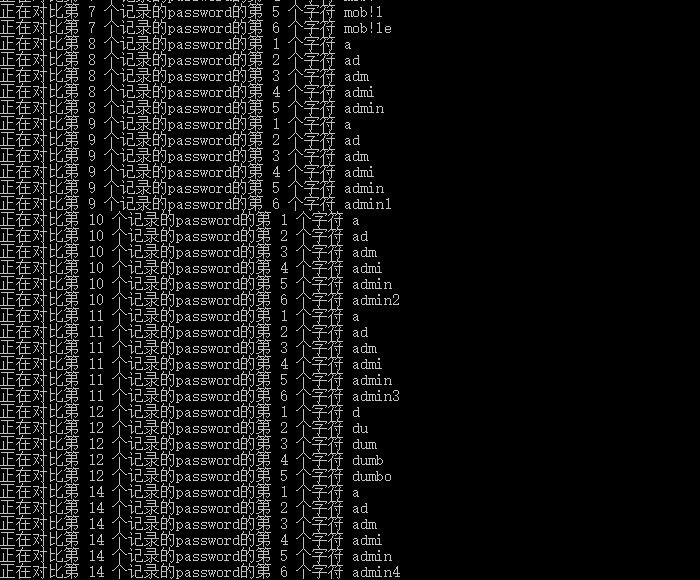 正在对比第 7 个记录的password的第 5 个字符 mob!l
正在对比第 7 个记录的password的第 6 个字符 mob!le
正在对比第 8 个记录的password的第 1 个字符 a
正在对比第 8 个记录的password的第 2 个字符 ad
正在对比第 8 个记录的password的第 3 个字符 adm
正在对比第 8 个记录的password的第 4 个字符 admi
正在对比第 8 个记录的password的第 5 个字符 admin
正在对比第 9 个记录的password的第 1 个字符 a
正在对比第 9 个记录的password的第 2 个字符 ad
正在对比第 9 个记录的password的第 3 个字符 adm
正在对比第 9 个记录的password的第 4 个字符 admi
正在对比第 9 个记录的password的第 5 个字符 admin
正在对比第 9 个记录的password的第 6 个字符 admin1
正在对比第 10 个记录的password的第 1 个字符 a
正在对比第 10 个记录的password的第 2 个字符 ad
正在对比第 10 个记录的password的第 3 个字符 adm
正在对比第 10 个记录的password的第 4 个字符 admi
正在对比第 10 个记录的password的第 5 个字符 admin
正在对比第 10 个记录的password的第 6 个字符 admin2
正在对比第 11 个记录的password的第 1 个字符 a
正在对比第 11 个记录的password的第 2 个字符 ad
正在对比第 11 个记录的password的第 3 个字符 adm
正在对比第 11 个记录的password的第 4 个字符 admi
正在对比第 11 个记录的password的第 5 个字符 admin
正在对比第 11 个记录的password的第 6 个字符 admin3
正在对比第 12 个记录的password的第 1 个字符 d
正在对比第 12 个记录的password的第 2 个字符 du
正在对比第 12 个记录的password的第 3 个字符 dum
正在对比第 12 个记录的password的第 4 个字符 dumb
正在对比第 12 个记录的password的第 5 个字符 dumbo
正在对比第 14 个记录的password的第 1 个字符 a
正在对比第 14 个记录的password的第 2 个字符 ad
正在对比第 14 个记录的password的第 3 个字符 adm
正在对比第 14 个记录的password的第 4 个字符 admi
正在对比第 14 个记录的password的第 5 个字符 admin
正在对比第 14 个记录的password的第 6 个字符 admin4